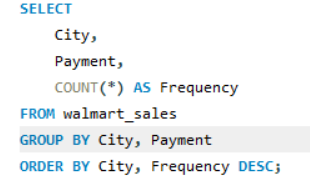 SELECT
    City,
    Payment,
    COUNT(*) AS Frequency
FROM walmart_sales
GROUP BY City, Payment
ORDER BY City, Frequency DESC;